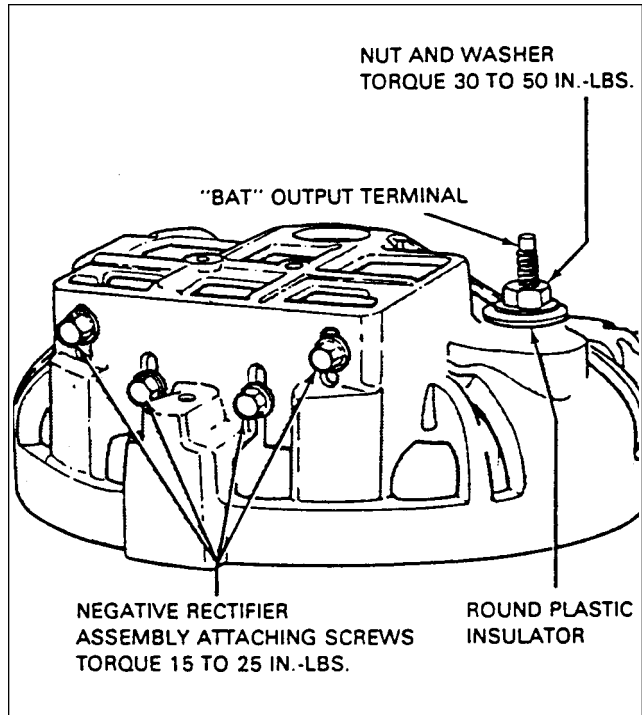 NUT AND WASHER
TORQUE 30 TO 50 IN.-LBS.
"BAT" OUTPUT TERMINAL
NEGATIVE RECTIFIER
ASSEMBLY ATTACHING SCREWS
TORQUE 15 TO 25 IN.-LBS.
ROUND PLASTIC
INSULATOR